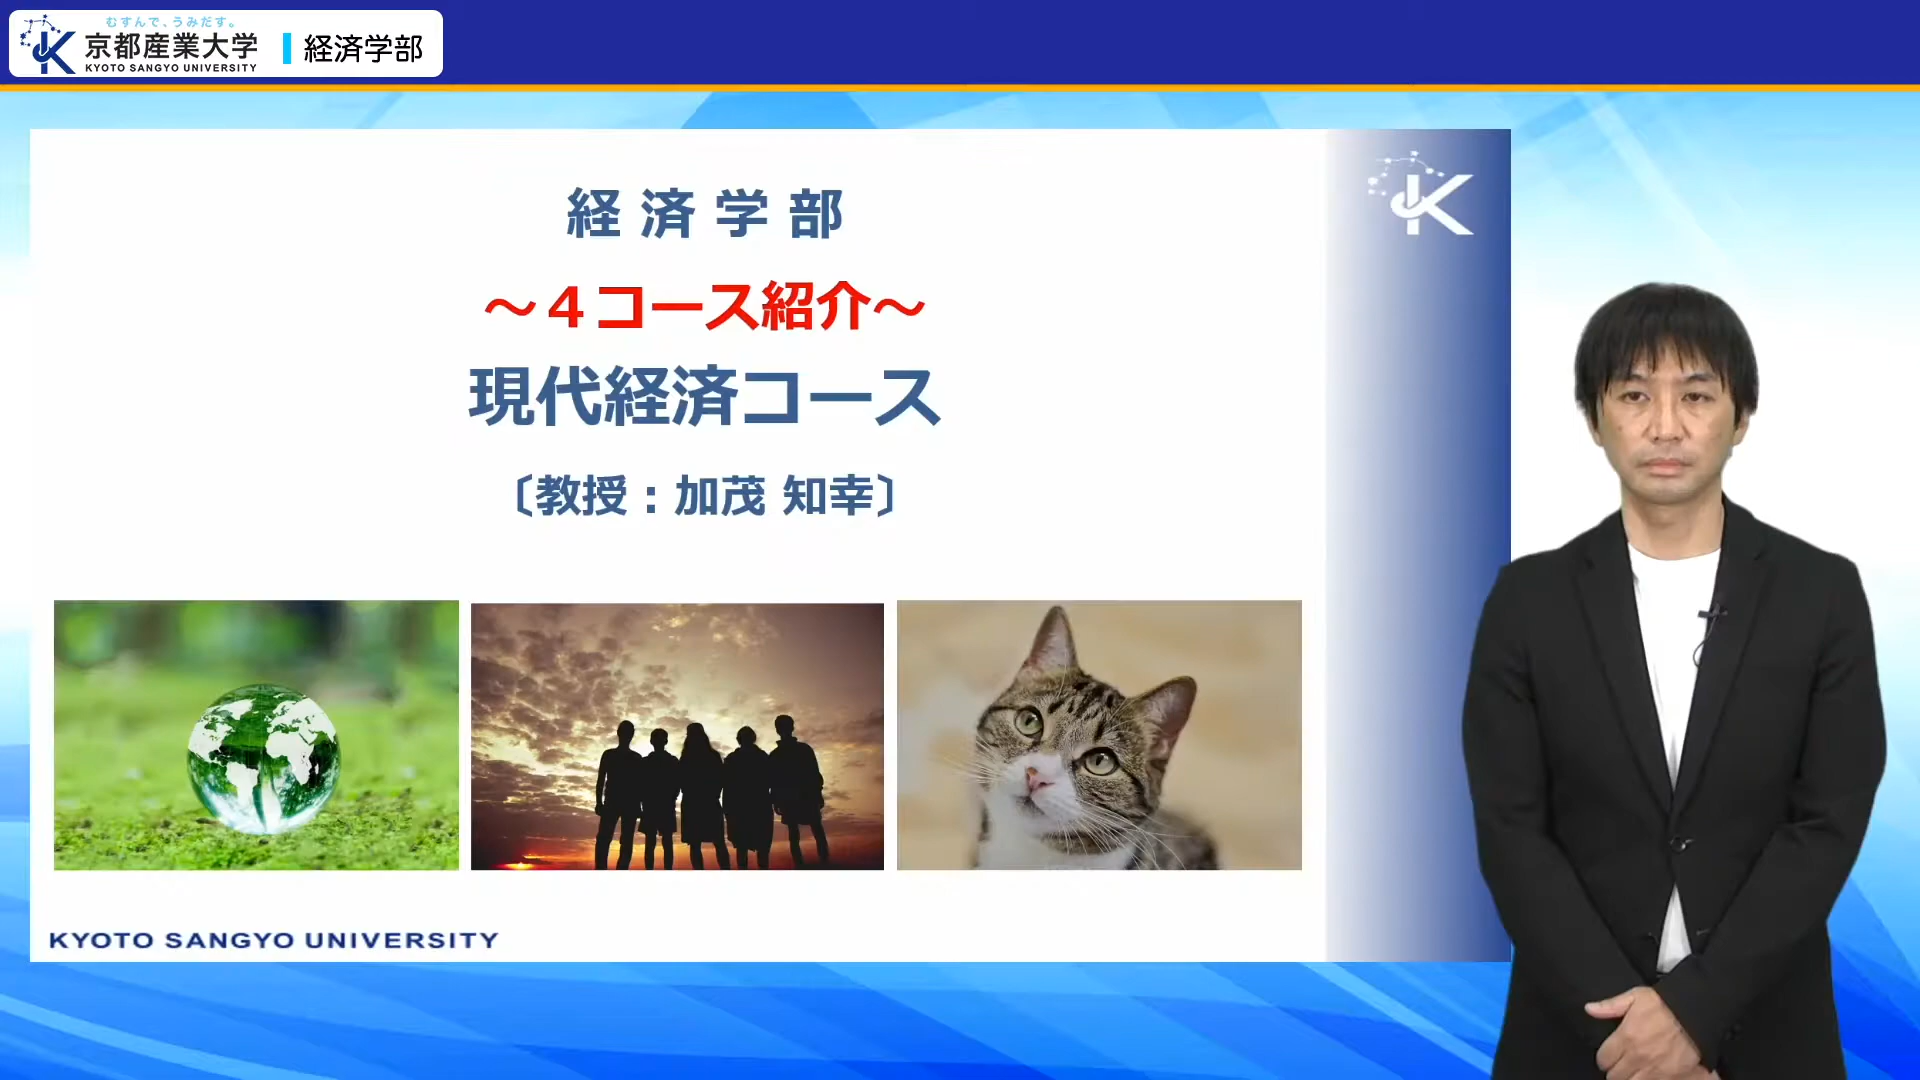 むすんで、うみだす。
京都産業大学
KYOTO SANGYO UNIVERSITY
経済学部
経済学部
～４コース紹介～
現代経済コース
〔教授：加茂 知幸〕
KYOTO SANGYO UNIVERSITY